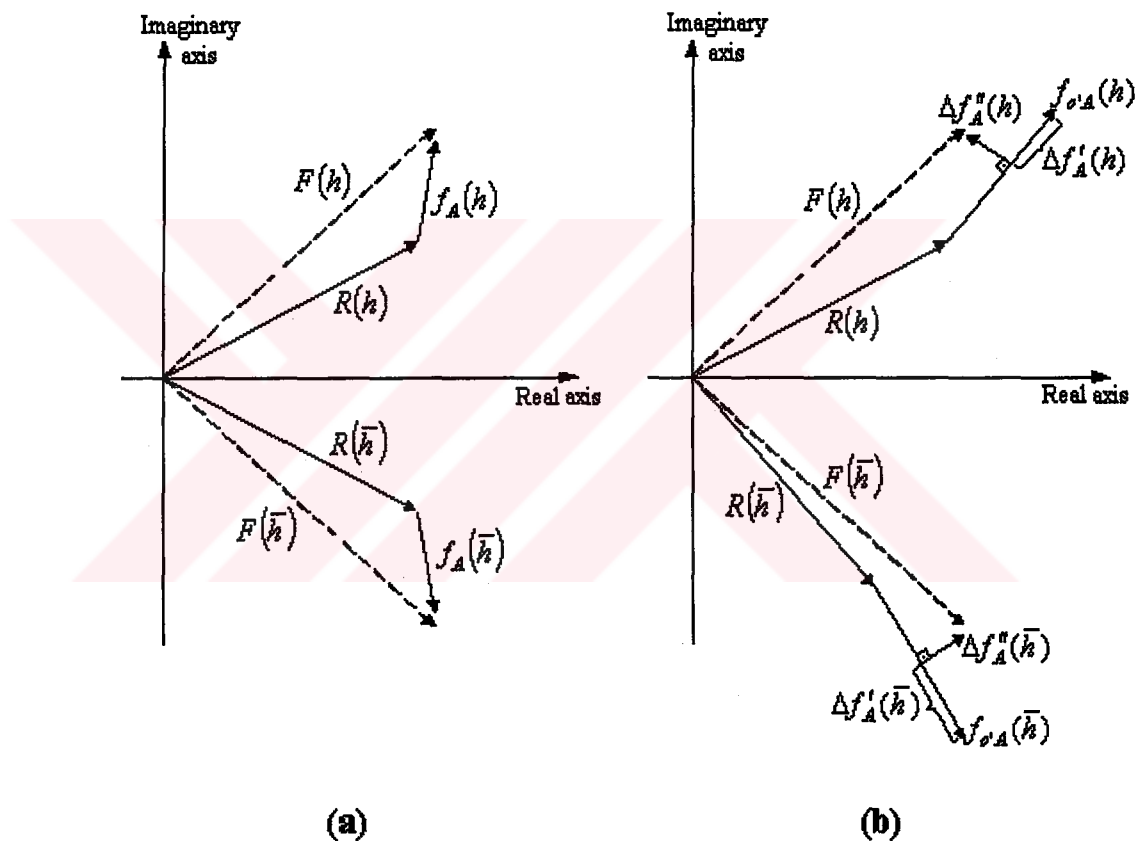 Imaginary
axis
F(h)
f_A(h)
R(h)
Real axis
R(h̄)
F(h̄)
f_A(h̄)
(a)
Imaginary
axis
Δf″_A(h)
f_o'A(h)
Δf′_A(h)
F(h)
R(h)
Real axis
F(h̄)
R(h̄)
Δf″_A(h̄)
Δf′_A(h̄)
f_o'A(h̄)
(b)